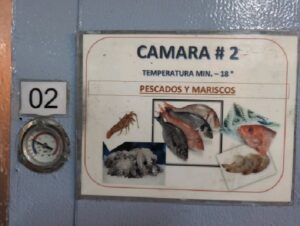 CAMARA # 2
TEMPERATURA MIN. – 18 °
PESCADOS Y MARISCOS
02